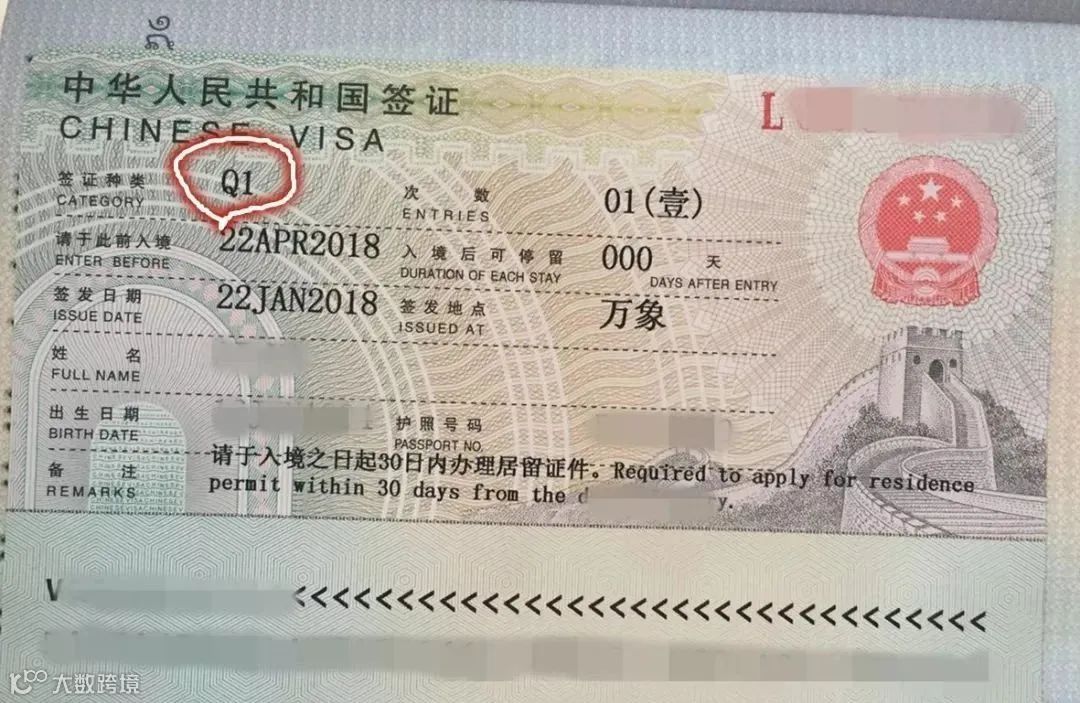 ໑໒
中华人民共和国签证
CHINESE VISA
L
签证种类 Q1 次数 01(壹)
CATEGORY ENTRIES
请于此前入境 22APR2018 入境后可停留 000 天
ENTER BEFORE DURATION OF EACH STAY DAYS AFTER ENTRY
签发日期 22JAN2018 签发地点 万象
ISSUE DATE ISSUED AT
姓名
FULL NAME
出生日期 护照号码
BIRTH DATE PASSPORT NO.
备注 请于入境之日起30日内办理居留证件。Required to apply for residence
REMARKS permit within 30 days from the d y.
V <<<<<<<<<<<<<<<<<<<<<<<<<<<<<<
大数跨境